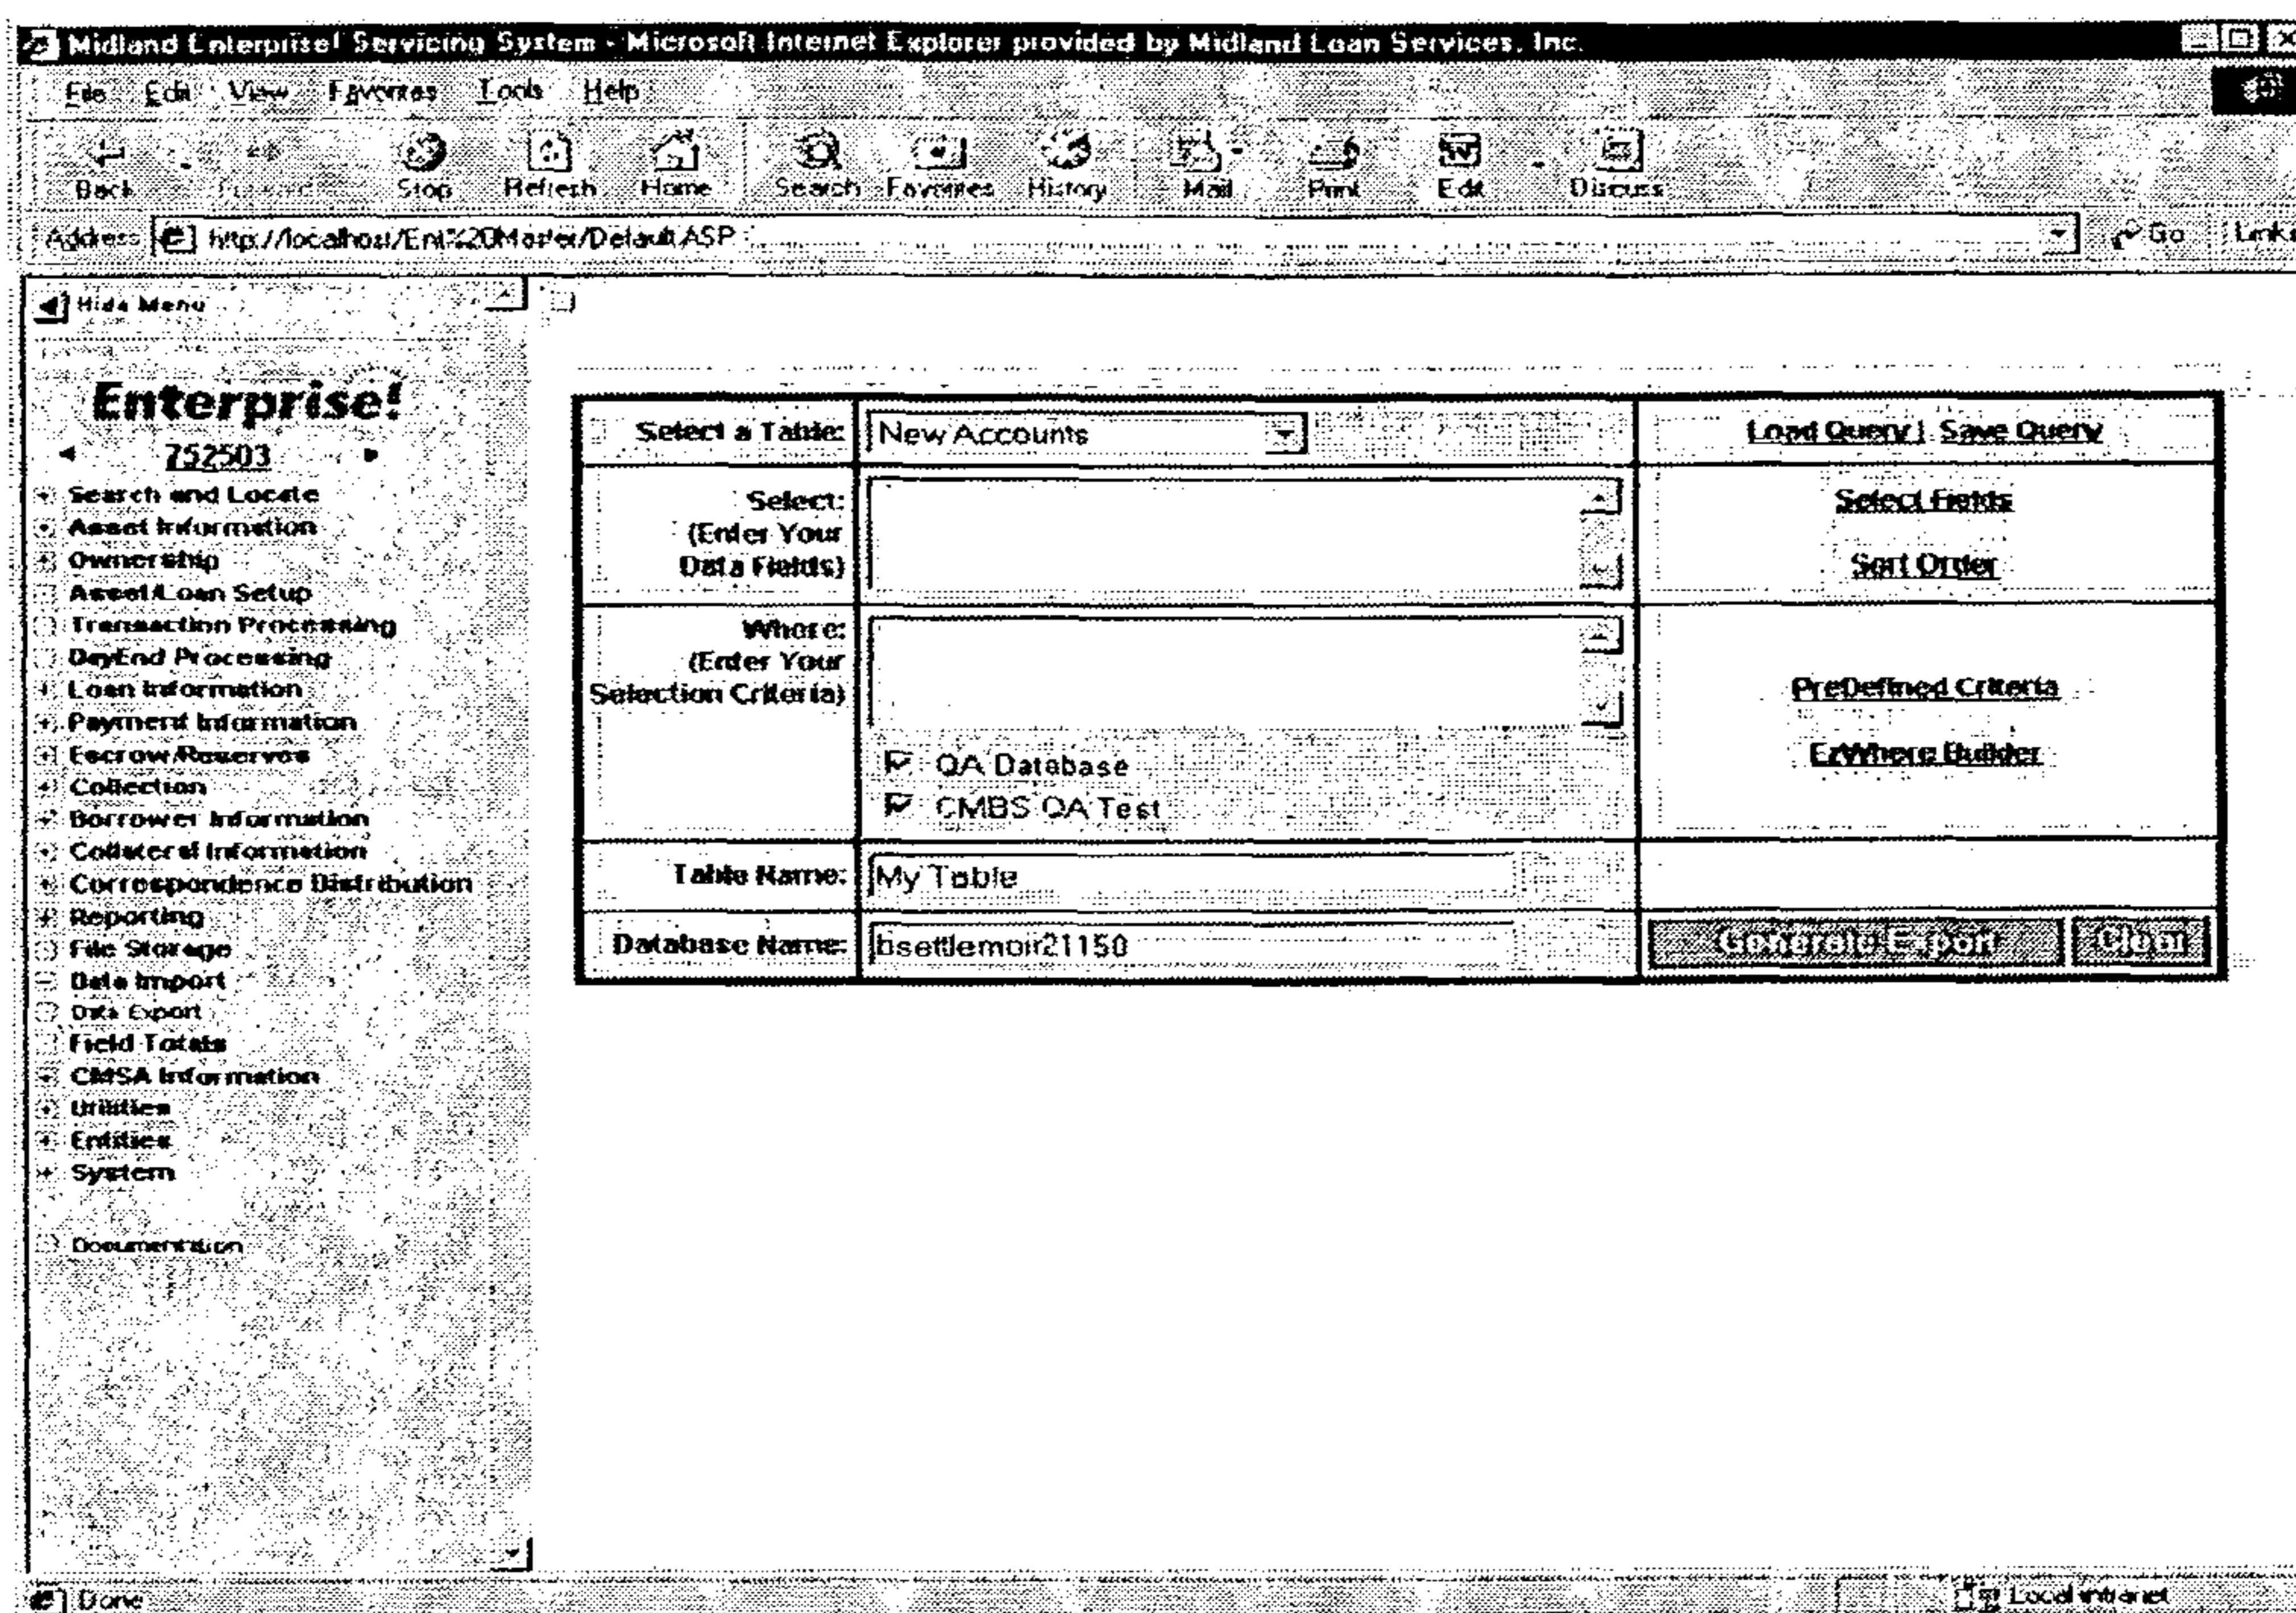 Midland Enterprise! Servicing System - Microsoft Internet Explorer provided by Midland Loan Services, Inc.
File Edit View Favorites Tools Help
Back Forward Stop Refresh Home Search Favorites History Mail Print Edit Discuss
Address http://localhost/Ent%20Master/Default.ASP Go Links
Hide Menu
Enterprise!
752503
Search and Locate
Asset Information
Ownership
Asset/Loan Setup
Transaction Processing
DayEnd Processing
Loan Information
Payment Information
Escrow/Reserves
Collection
Borrower Information
Collateral Information
Correspondence Distribution
Reporting
File Storage
Data Import
Data Export
Field Totals
CMSA Information
Utilities
Entities
System
Documentation
Select a Table: New Accounts Load Query | Save Query
Select:
(Enter Your
Data Fields)
Select Fields
Sort Order
Where:
(Enter Your
Selection Criteria)
QA Database
CMBS QA Test
PreDefined Criteria
EzWhere Builder
Table Name: My Table
Database Name: bsettlemoir21150 Generate Export Clear
Done Local intranet